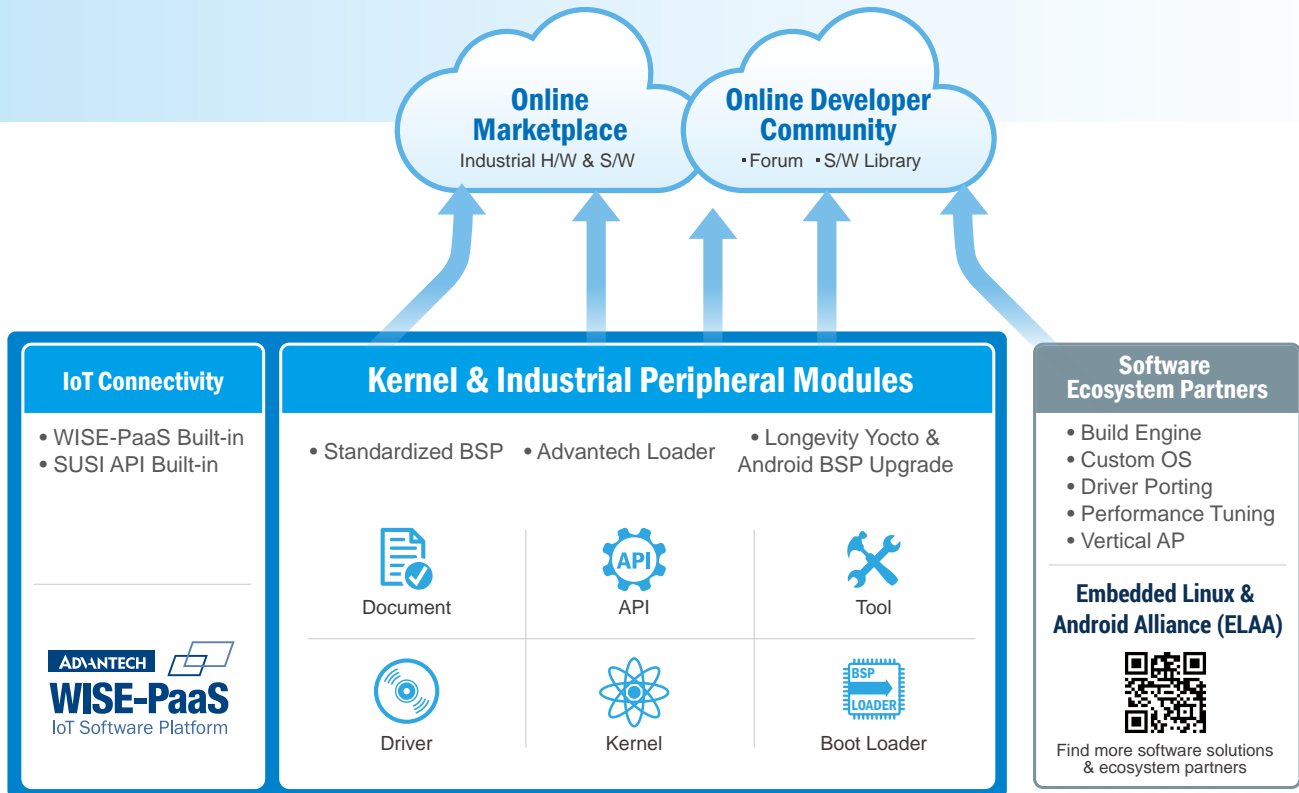 Online
Marketplace
Industrial H/W & S/W
Online Developer
Community
▪Forum ▪S/W Library
IoT Connectivity
• WISE-PaaS Built-in
• SUSI API Built-in
ADVANTECH
WISE-PaaS
IoT Software Platform
Kernel & Industrial Peripheral Modules
• Standardized BSP • Advantech Loader
• Longevity Yocto &
Android BSP Upgrade
Document
API
API
Tool
Driver
Kernel
BSP
LOADER
Boot Loader
Software
Ecosystem Partners
• Build Engine
• Custom OS
• Driver Porting
• Performance Tuning
• Vertical AP
Embedded Linux &
Android Alliance (ELAA)
Find more software solutions
& ecosystem partners